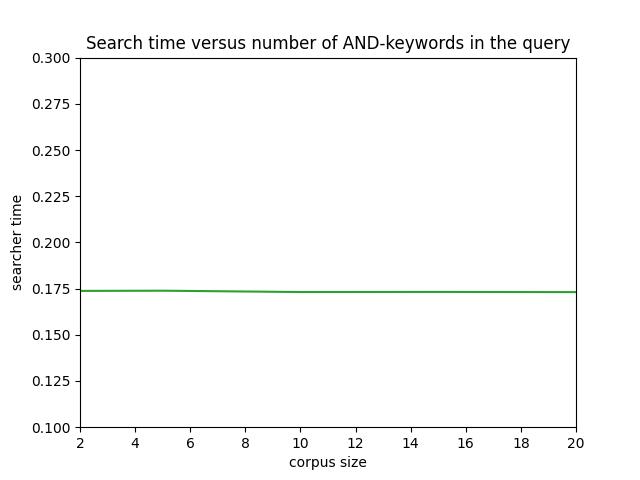 Search time versus number of AND-keywords in the query
0.300
0.275
0.250
0.225
0.200
0.175
0.150
0.125
0.100
searcher time
2 4 6 8 10 12 14 16 18 20
corpus size